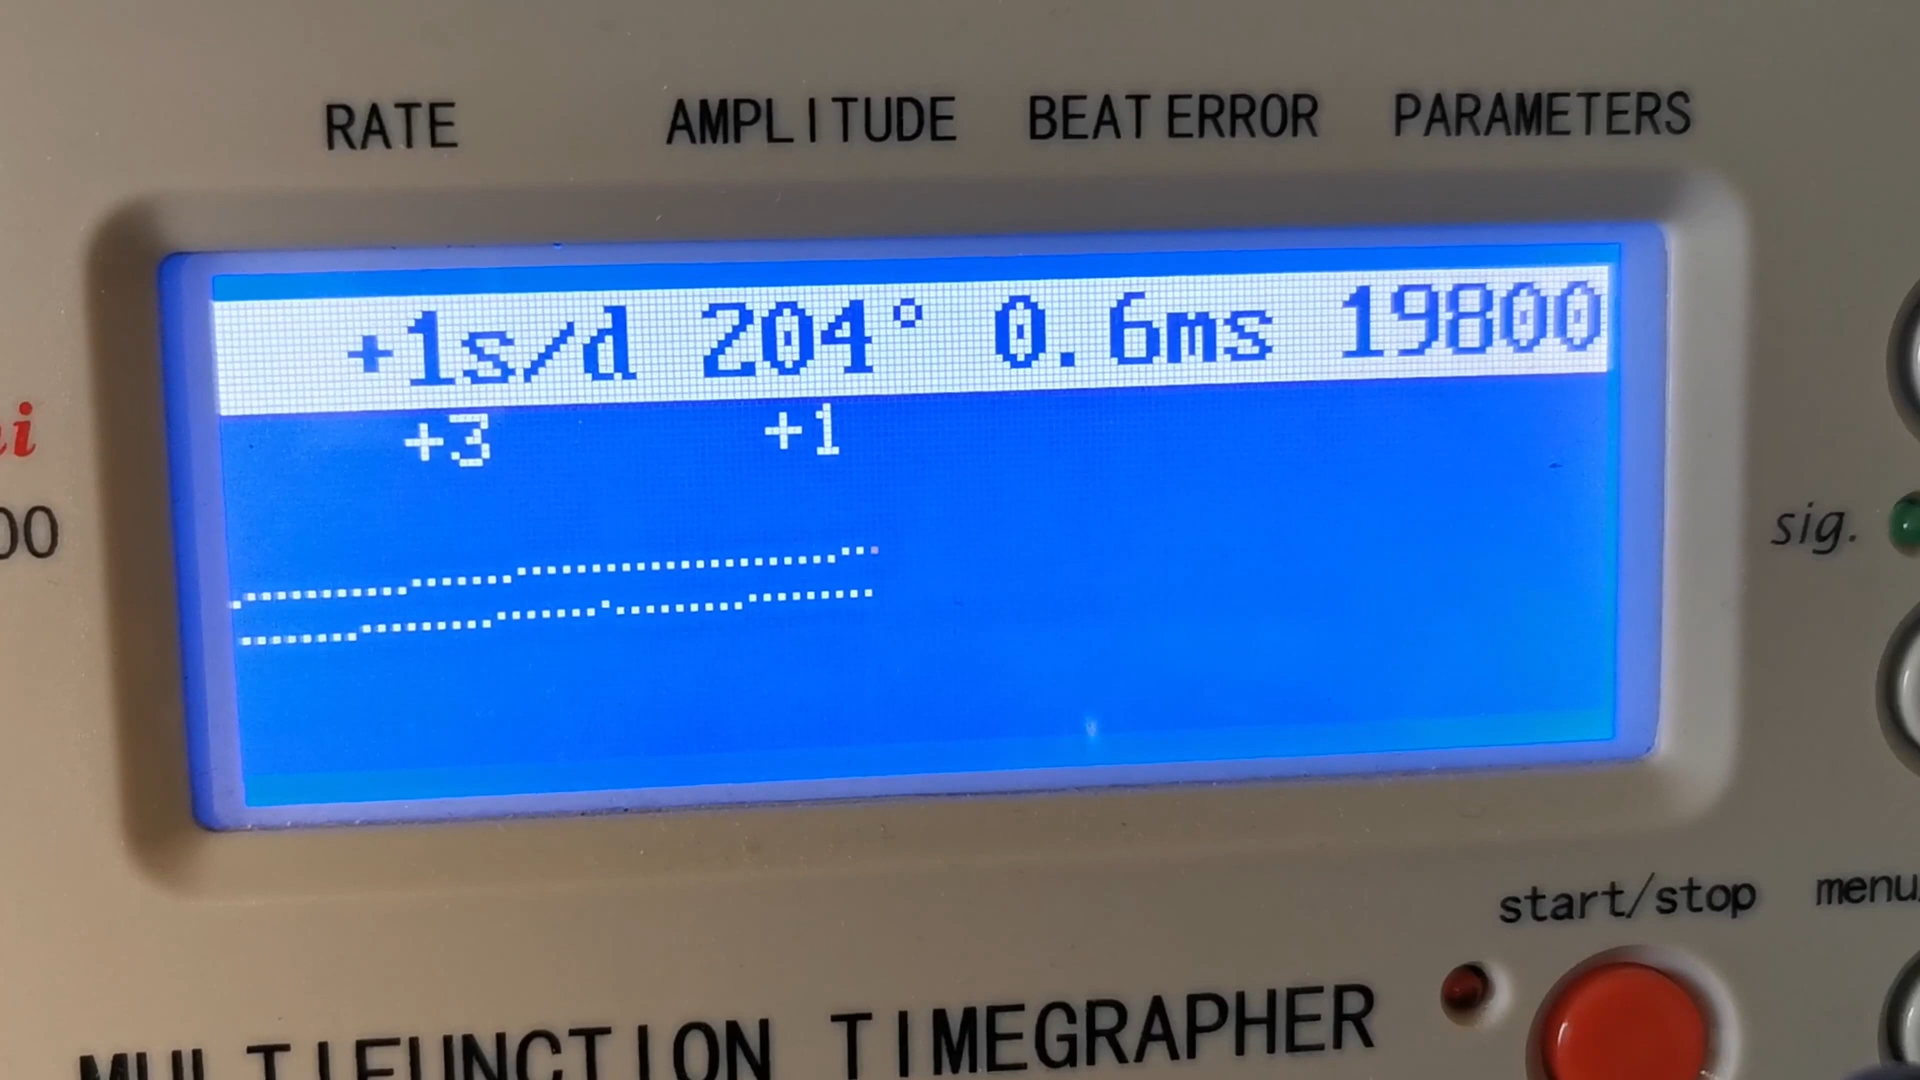 RATE AMPLITUDE BEAT ERROR PARAMETERS
+1s/d 204° 0.6ms 19800
+3 +1
sig.
start/stop menu
MULTIFUNCTION TIMEGRAPHER